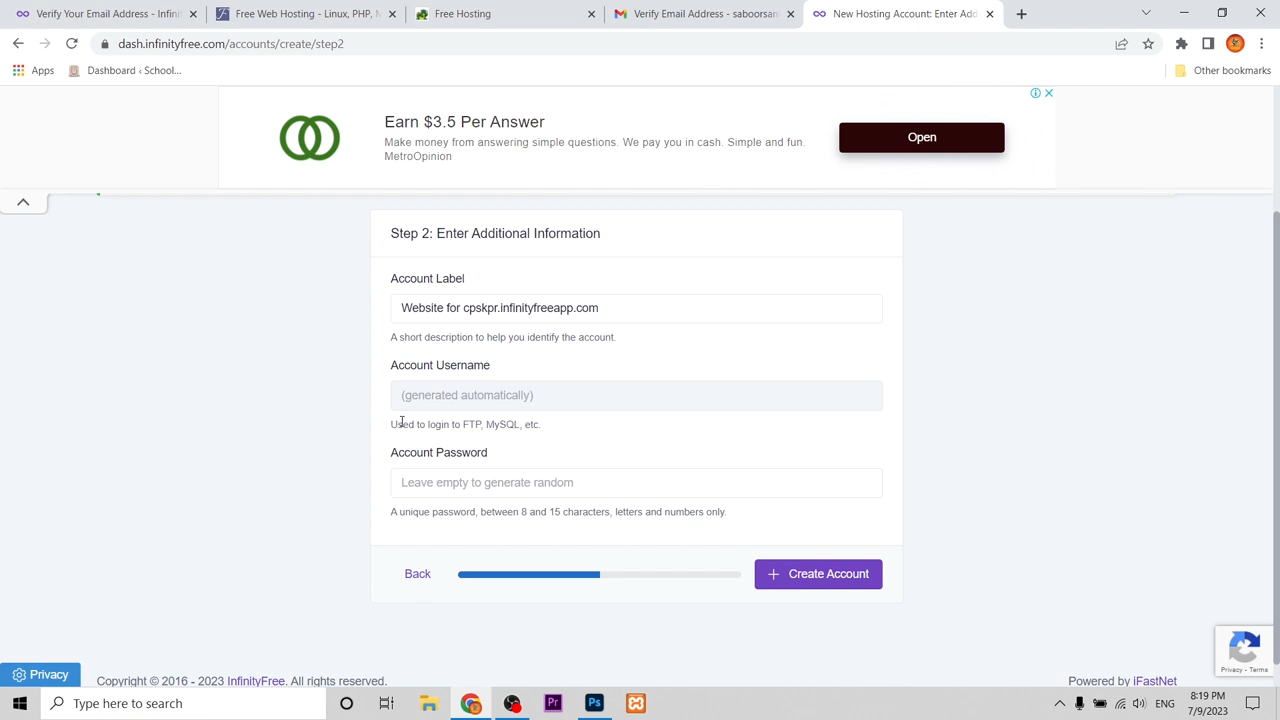 Verify Your Email Address - Infinit
Free Web Hosting - Linux, PHP, M
Free Hosting
Verify Email Address - saboorsan
New Hosting Account: Enter Add
dash.infinityfree.com/accounts/create/step2
Apps
Dashboard ‹ School...
Other bookmarks
Earn $3.5 Per Answer
Make money from answering simple questions. We pay you in cash. Simple and fun.
MetroOpinion
Open
Step 2: Enter Additional Information
Account Label
Website for cpskpr.infinityfreeapp.com
A short description to help you identify the account.
Account Username
(generated automatically)
Used to login to FTP, MySQL, etc.
Account Password
Leave empty to generate random
A unique password, between 8 and 15 characters, letters and numbers only.
Back
Create Account
Privacy - Terms
Privacy
Copyright © 2016 - 2023 InfinityFree. All rights reserved.
Powered by iFastNet
Type here to search
Pr
Ps
ENG
8:19 PM
7/9/2023